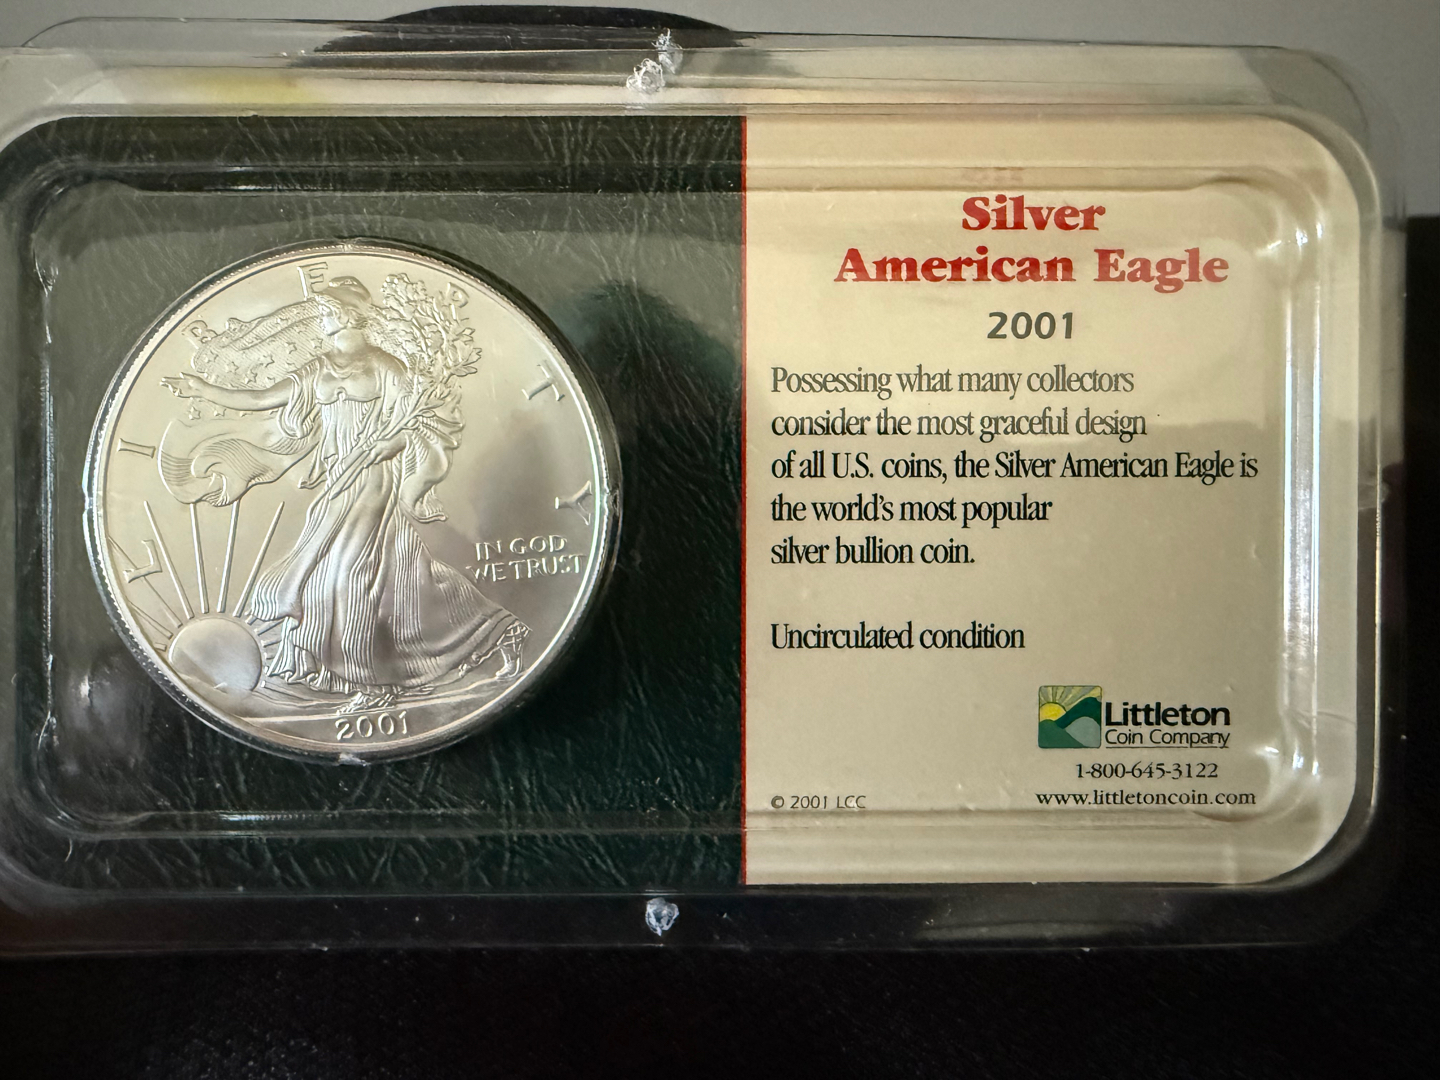 LIBERTY
IN GOD
WE TRUST
2001
Silver
American Eagle
2001
Possessing what many collectors
consider the most graceful design
of all U.S. coins, the Silver American Eagle is
the world's most popular
silver bullion coin.
Uncirculated condition
Littleton
Coin Company
1-800-645-3122
© 2001 LCC
www.littletoncoin.com